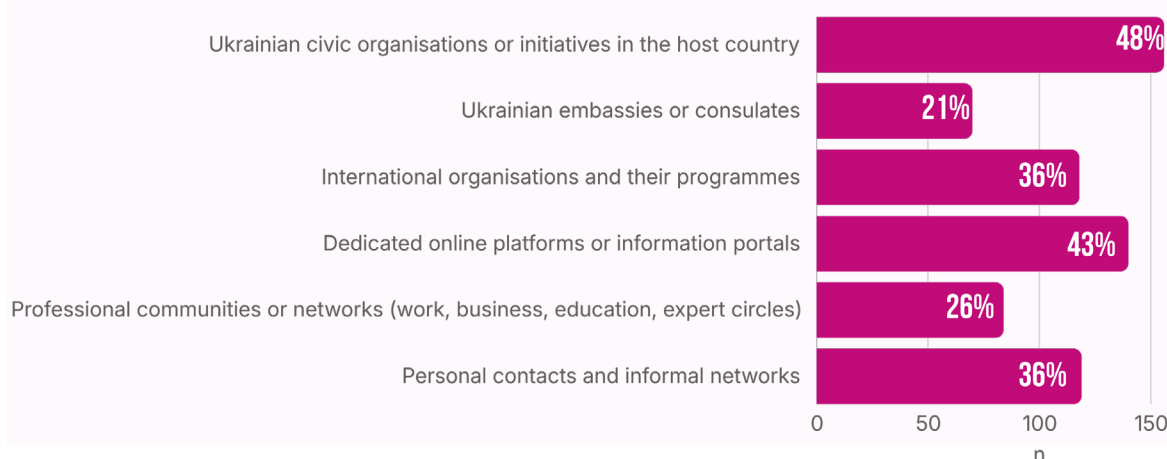 Ukrainian civic organisations or initiatives in the host country 48%
Ukrainian embassies or consulates 21%
International organisations and their programmes 36%
Dedicated online platforms or information portals 43%
Professional communities or networks (work, business, education, expert circles) 26%
Personal contacts and informal networks 36%
0 50 100 150
n